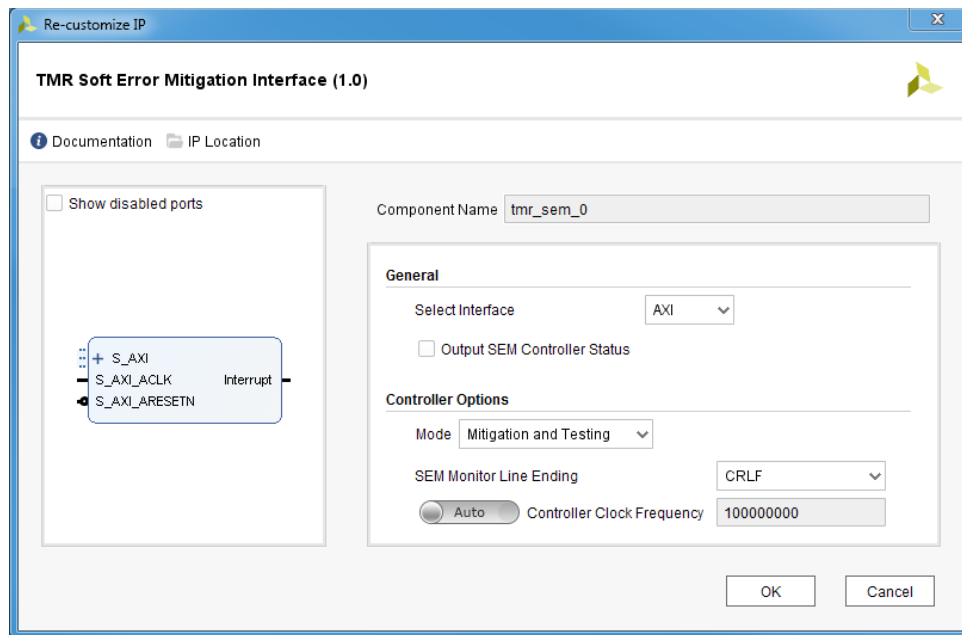 Re-customize IP
X
TMR Soft Error Mitigation Interface (1.0)
i Documentation IP Location
Show disabled ports
+ S_AXI
S_AXI_ACLK Interrupt
S_AXI_ARESETN
Component Name tmr_sem_0
General
Select Interface AXI
Output SEM Controller Status
Controller Options
Mode Mitigation and Testing
SEM Monitor Line Ending CRLF
Auto Controller Clock Frequency 100000000
OK Cancel